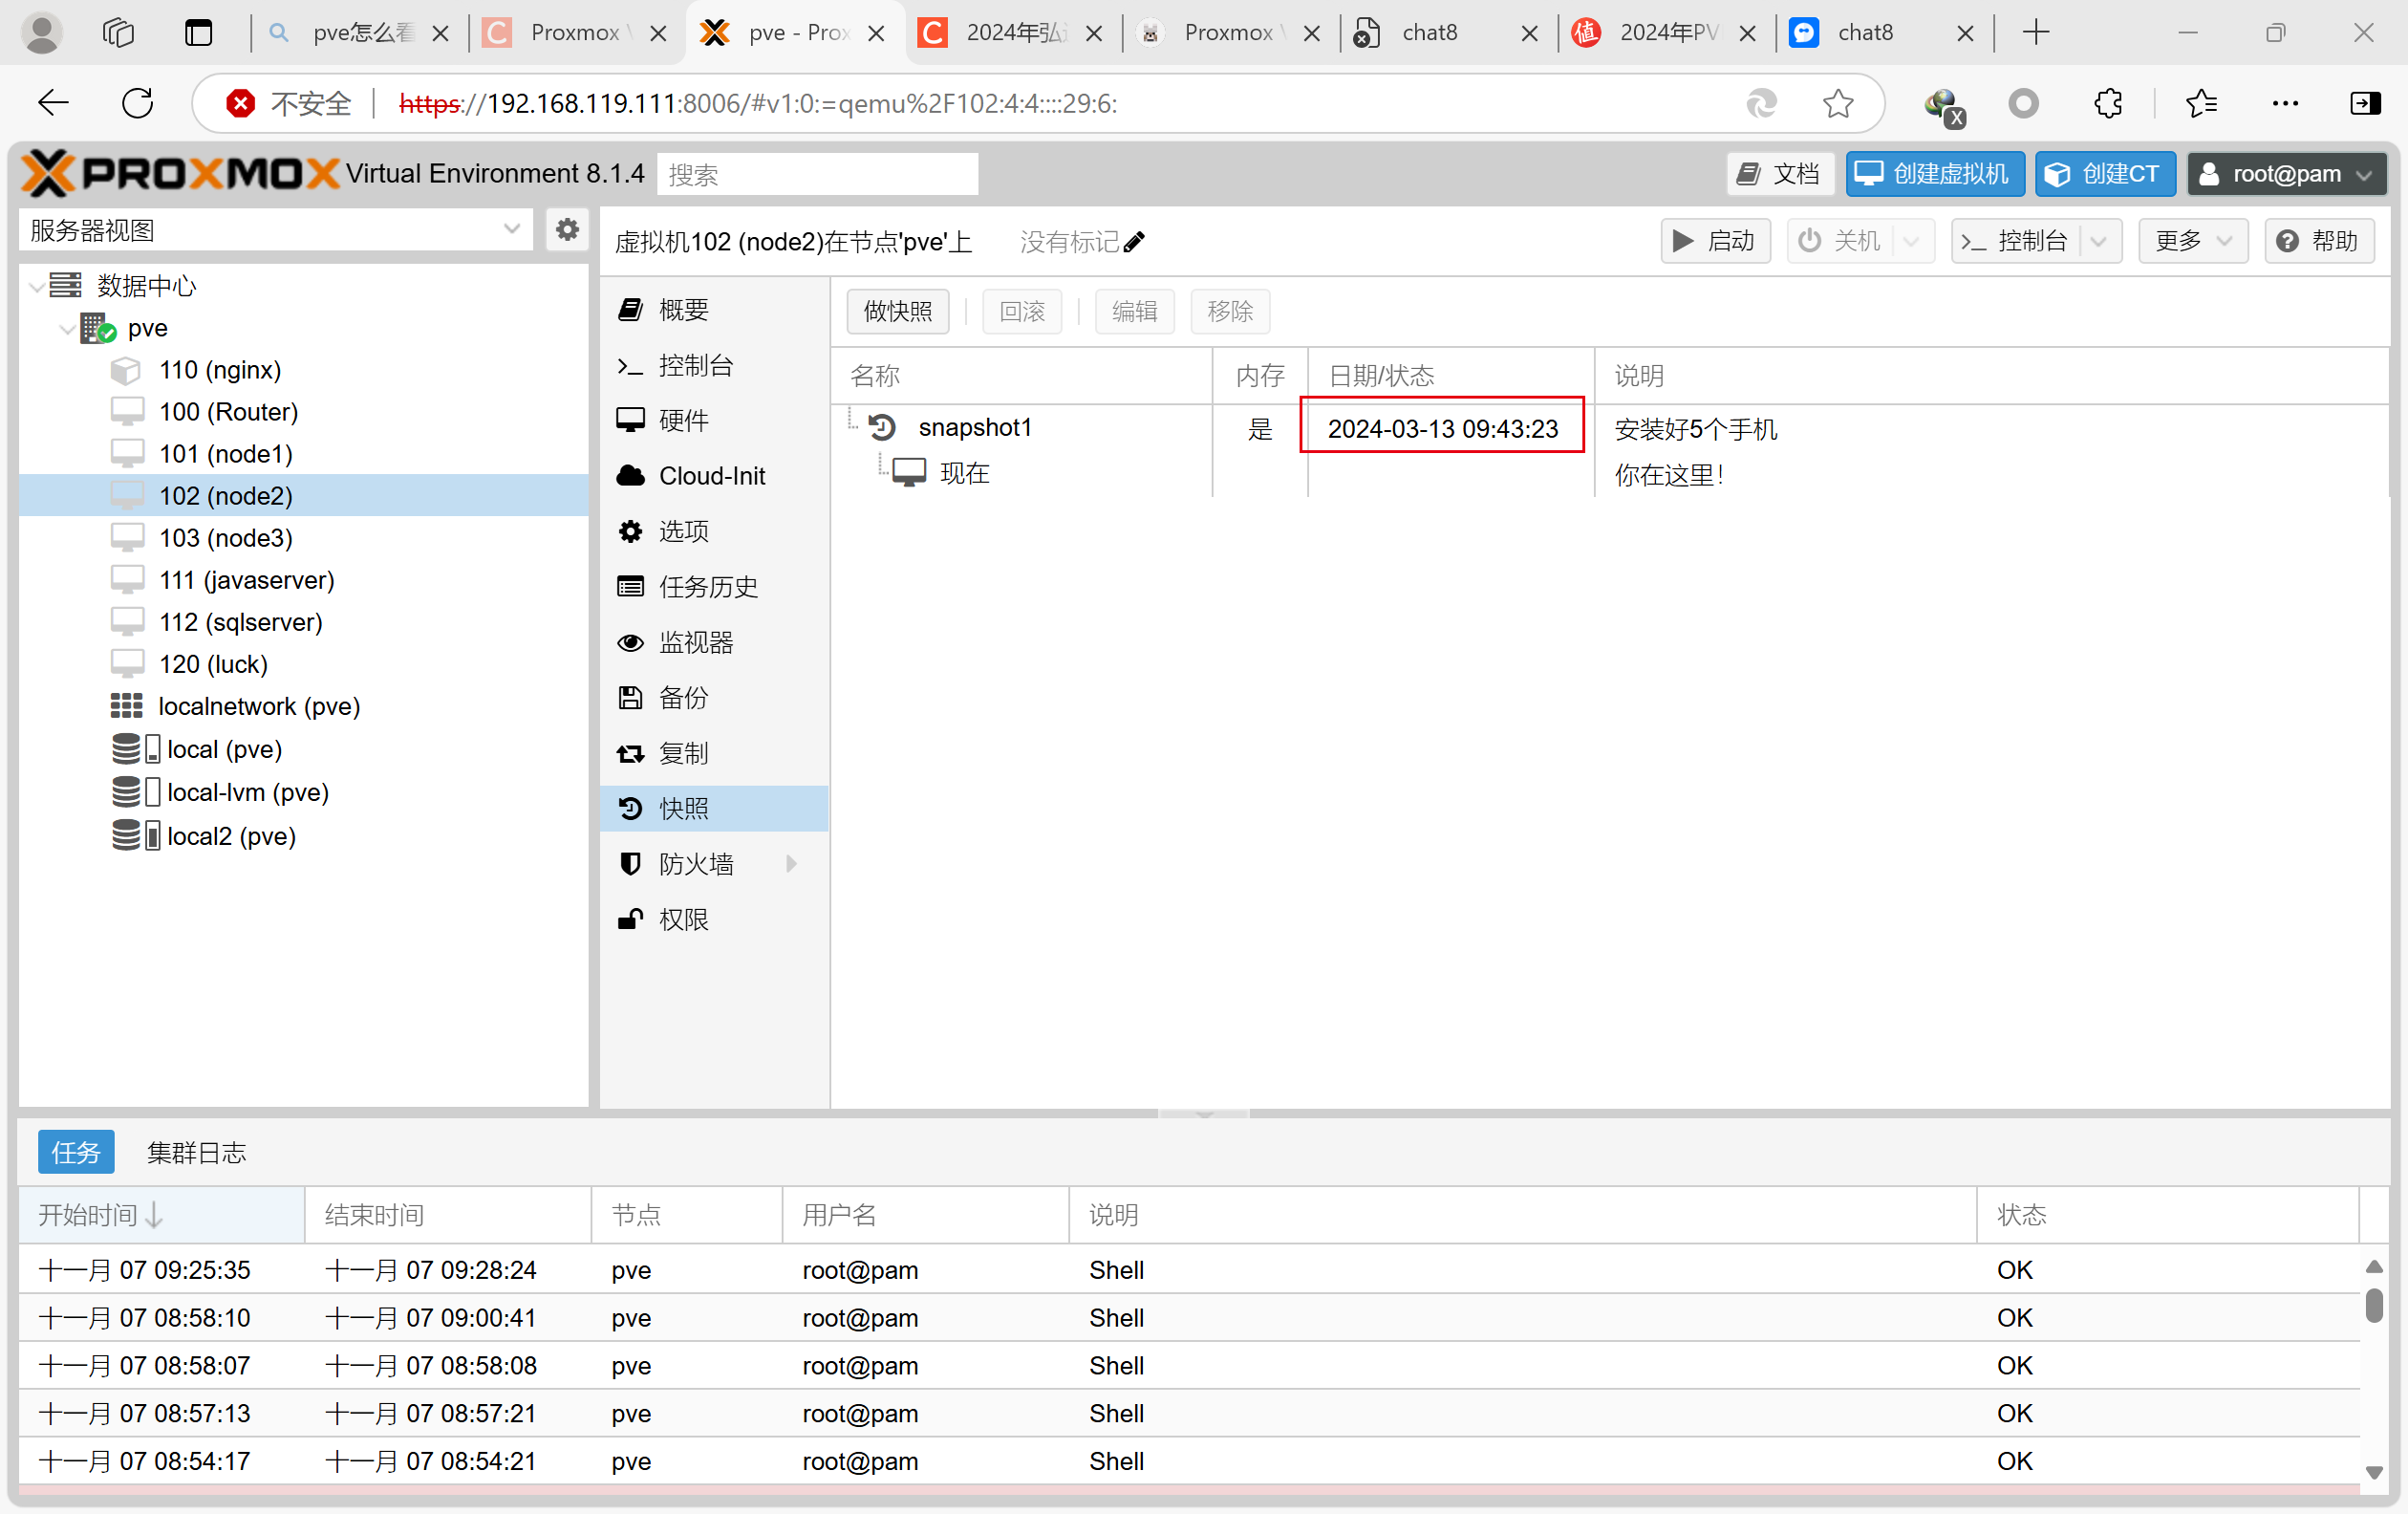 pve怎么看
Proxmox V
pve - Prox
2024年弘
Proxmox V
chat8
2024年PV
chat8
不安全
https://192.168.119.111:8006/#v1:0:=qemu%2F102:4:4::::29:6:
X
PROXMOX Virtual Environment 8.1.4
搜索
文档
创建虚拟机
创建CT
root@pam
服务器视图
虚拟机102 (node2)在节点'pve'上
没有标记
启动
关机
控制台
更多
帮助
数据中心
pve
110 (nginx)
100 (Router)
101 (node1)
102 (node2)
103 (node3)
111 (javaserver)
112 (sqlserver)
120 (luck)
localnetwork (pve)
local (pve)
local-lvm (pve)
local2 (pve)
概要
控制台
硬件
Cloud-Init
选项
任务历史
监视器
备份
复制
快照
防火墙
权限
做快照
回滚
编辑
移除
名称 内存 日期/状态 说明
snapshot1 是 2024-03-13 09:43:23 安装好5个手机
现在 你在这里！
任务
集群日志
开始时间 结束时间 节点 用户名 说明 状态
十一月 07 09:25:35 十一月 07 09:28:24 pve root@pam Shell OK
十一月 07 08:58:10 十一月 07 09:00:41 pve root@pam Shell OK
十一月 07 08:58:07 十一月 07 08:58:08 pve root@pam Shell OK
十一月 07 08:57:13 十一月 07 08:57:21 pve root@pam Shell OK
十一月 07 08:54:17 十一月 07 08:54:21 pve root@pam Shell OK